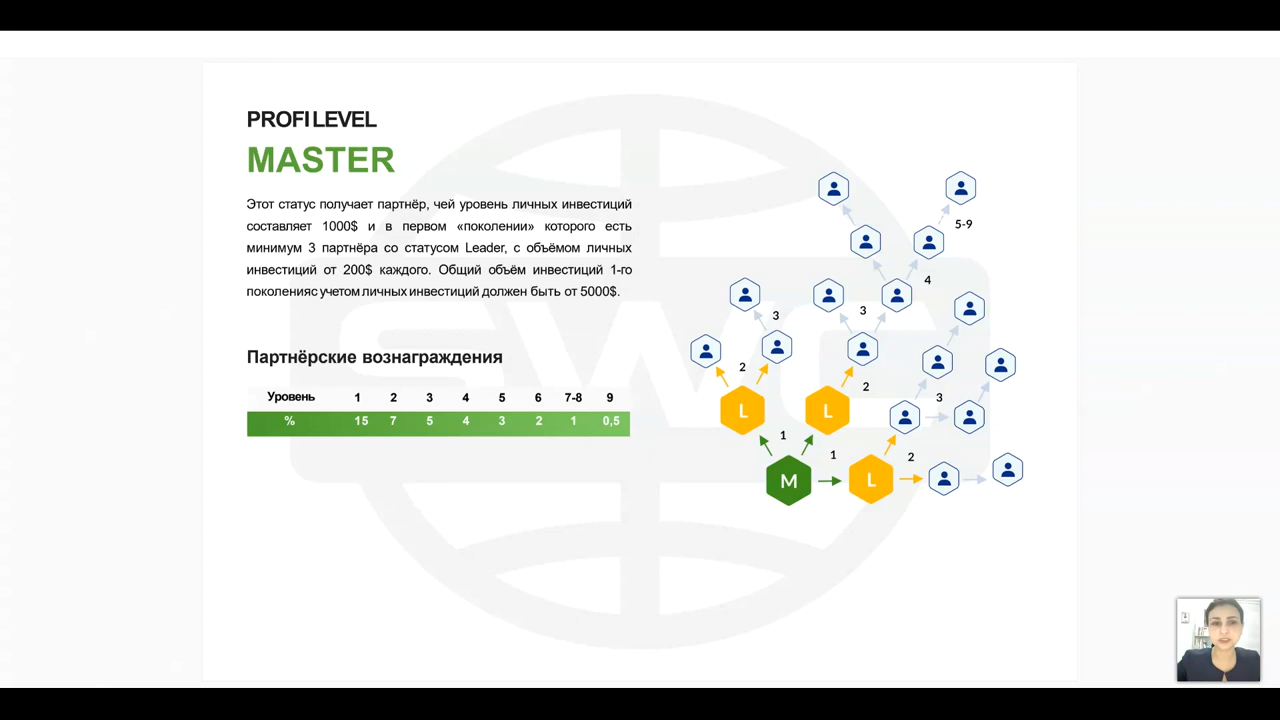 PROFI LEVEL
MASTER
Этот статус получает партнёр, чей уровень личных инвестиций
составляет 1000$ и в первом «поколении» которого есть
минимум 3 партнёра со статусом Leader, с объёмом личных
инвестиций от 200$ каждого. Общий объём инвестиций 1-го
поколенияс учетом личных инвестиций должен быть от 5000$.
Партнёрские вознаграждения
Уровень 1 2 3 4 5 6 7-8 9
% 15 7 5 4 3 2 1 0,5
5-9
4
3
3
2
2
3
L
L
1
1
2
M
L
SWC